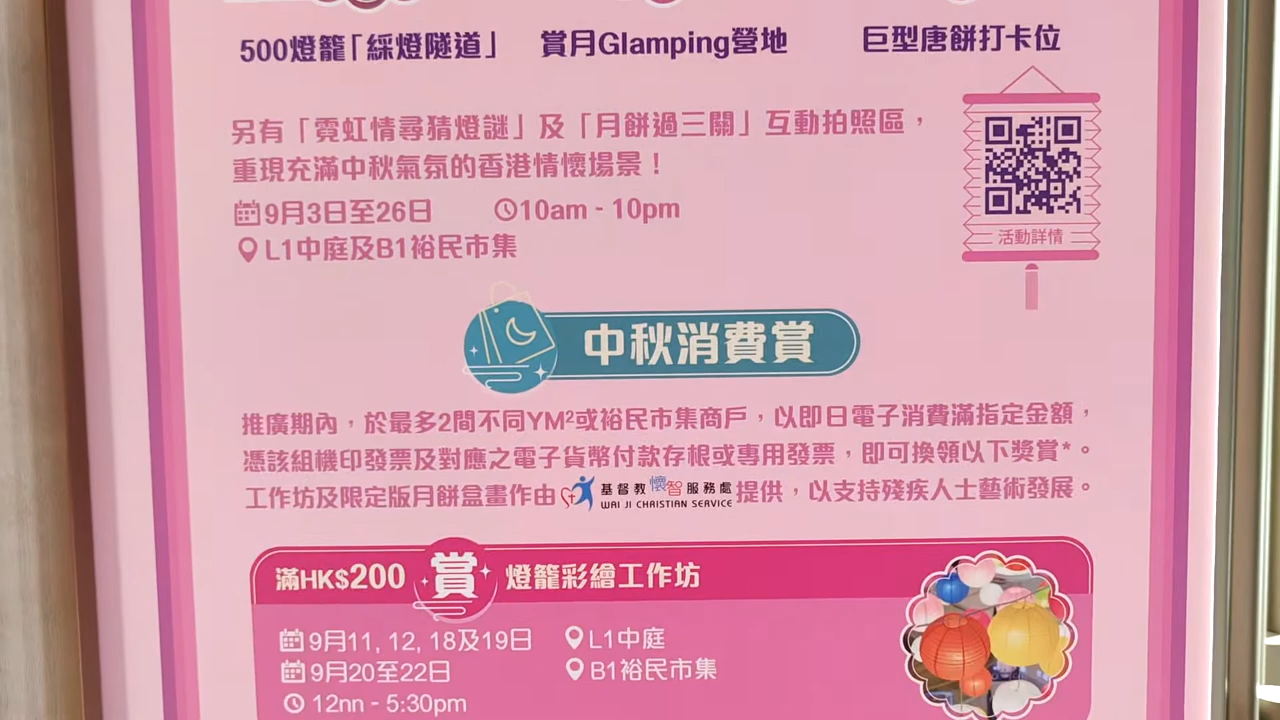 500燈籠「綵燈隧道」 賞月Glamping營地 巨型唐餅打卡位
另有「霓虹情尋猜燈謎」及「月餅過三關」互動拍照區，
重現充滿中秋氣氛的香港情懷場景！
9月3日至26日 10am - 10pm
L1中庭及B1裕民市集
活動詳情
中秋消費賞
推廣期內，於最多2間不同YM²或裕民市集商戶，以即日電子消費滿指定金額，
憑該組機印發票及對應之電子貨幣付款存根或專用發票，即可換領以下獎賞*。
工作坊及限定版月餅盒畫作由 基督教懷智服務處 WAI JI CHRISTIAN SERVICE 提供，以支持殘疾人士藝術發展。
滿HK$200 賞 燈籠彩繪工作坊
9月11, 12, 18及19日 L1中庭
9月20至22日 B1裕民市集
12nn - 5:30pm